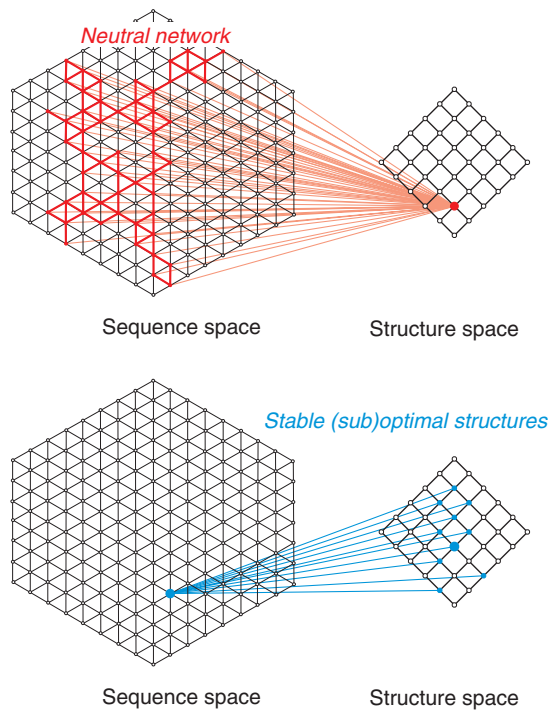 Neutral network
Sequence space
Structure space
Stable (sub)optimal structures
Sequence space
Structure space